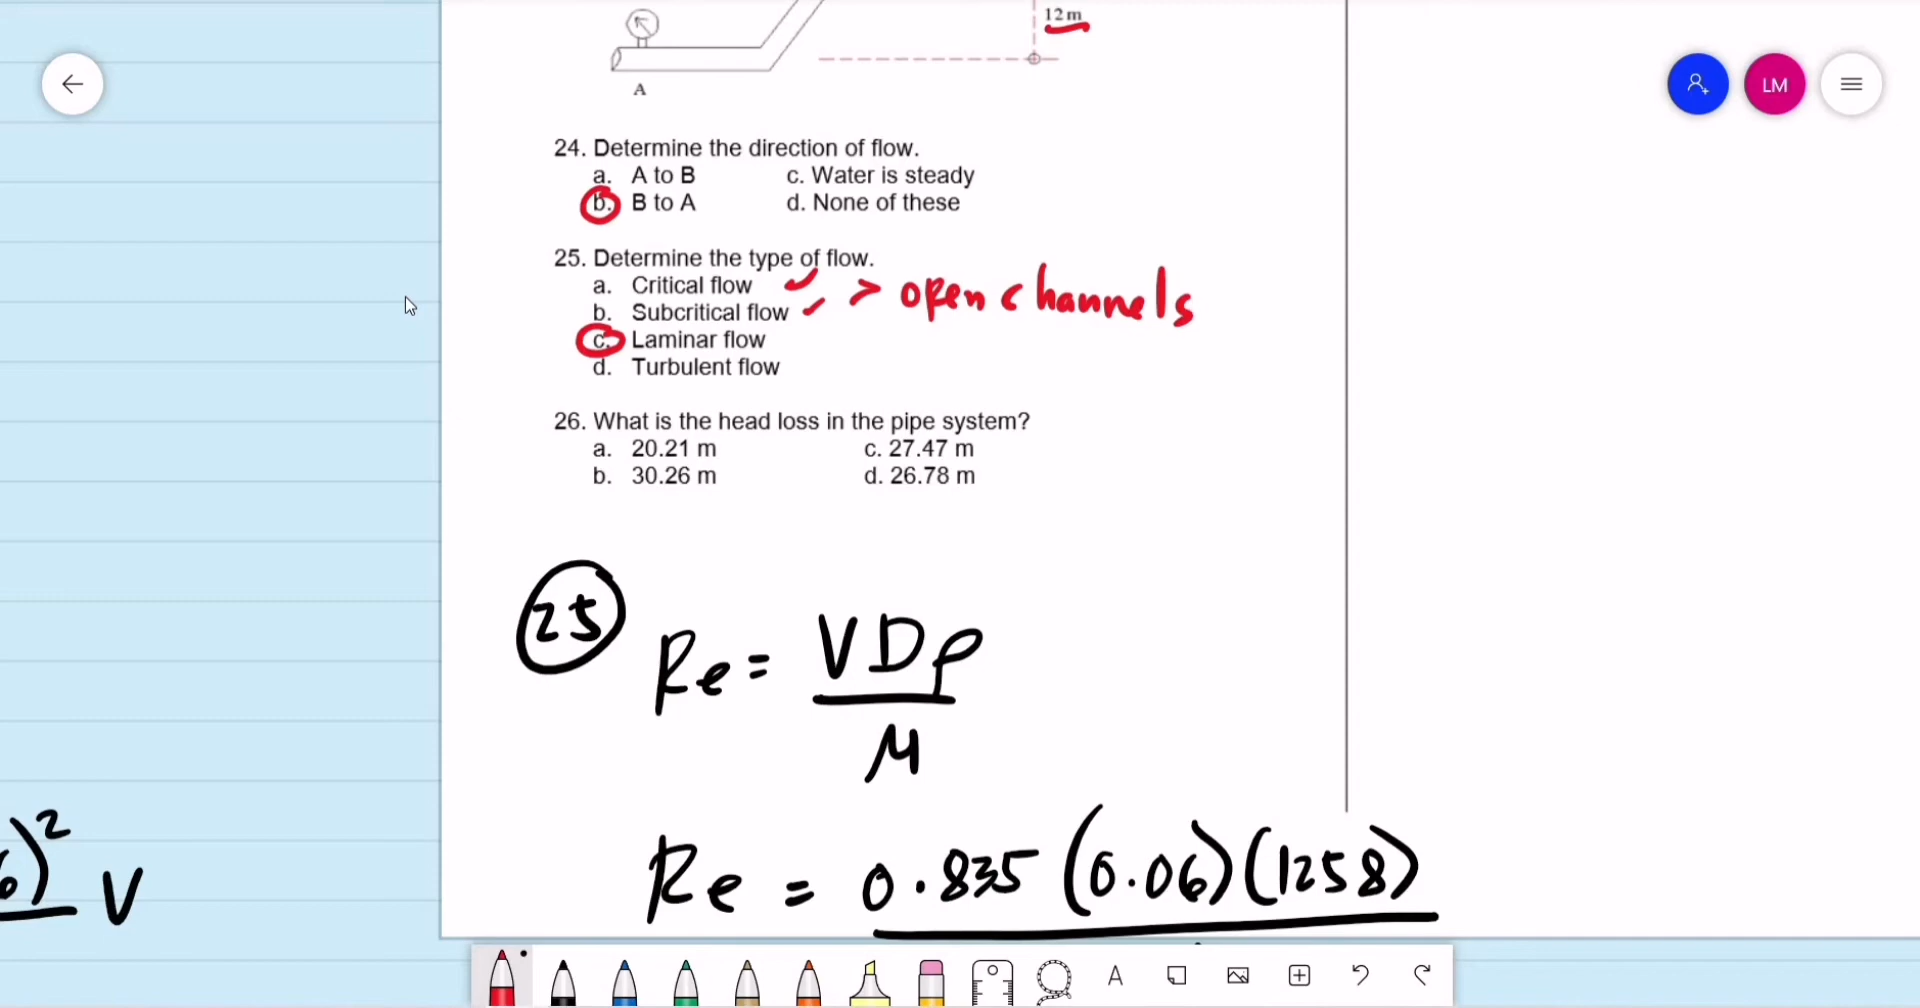 12 m
A
LM
24. Determine the direction of flow.
a. A to B c. Water is steady
b. B to A d. None of these
25. Determine the type of flow.
a. Critical flow
b. Subcritical flow
> open channels
c. Laminar flow
d. Turbulent flow
26. What is the head loss in the pipe system?
a. 20.21 m c. 27.47 m
b. 30.26 m d. 26.78 m
25
Re = VDρ
μ
)² V
Re = 0.835 (0.06)(1258)
A